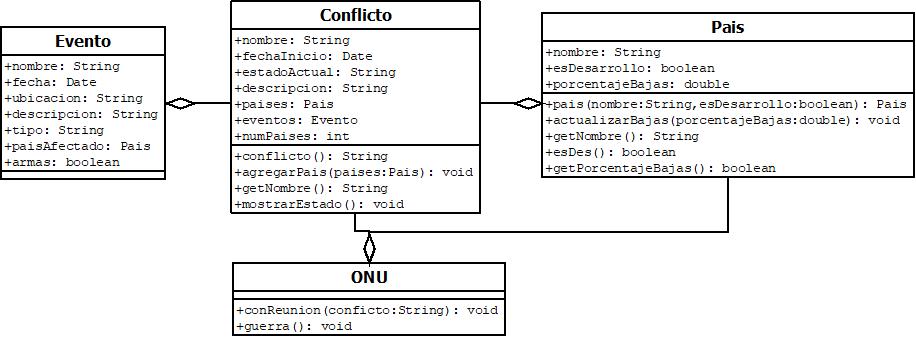 Evento
+nombre: String
+fecha: Date
+ubicacion: String
+descripcion: String
+tipo: String
+paisAfectado: Pais
+armas: boolean
Conflicto
+nombre: String
+fechaInicio: Date
+estadoActual: String
+descripcion: String
+paises: Pais
+eventos: Evento
+numPaises: int
+conflicto(): String
+agregarPais(paises:Pais): void
+getNombre(): String
+mostrarEstado(): void
Pais
+nombre: String
+esDesarrollo: boolean
+porcentajeBajas: double
+pais(nombre:String,esDesarrollo:boolean): Pais
+actualizarBajas(porcentajeBajas:double): void
+getNombre(): String
+esDes(): boolean
+getPorcentajeBajas(): boolean
ONU
+conReunion(conficto:String): void
+guerra(): void